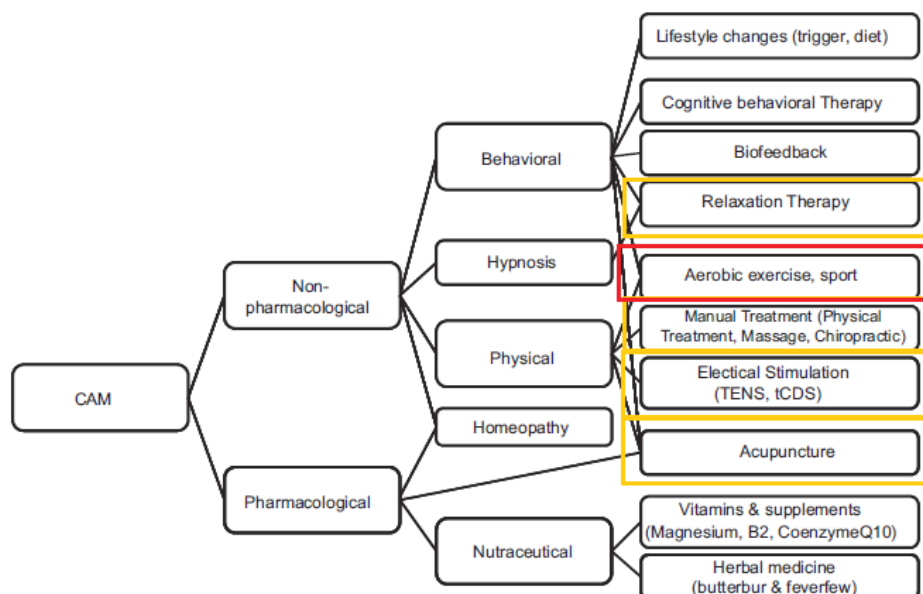 Lifestyle changes (trigger, diet)
Cognitive behavioral Therapy
Behavioral
Biofeedback
Relaxation Therapy
Hypnosis
Aerobic exercise, sport
Non-
pharmacological
Manual Treatment (Physical
Treatment, Massage, Chiropractic)
Physical
Electical Stimulation
(TENS, tCDS)
CAM
Homeopathy
Acupuncture
Pharmacological
Vitamins & supplements
(Magnesium, B2, CoenzymeQ10)
Nutraceutical
Herbal medicine
(butterbur & feverfew)